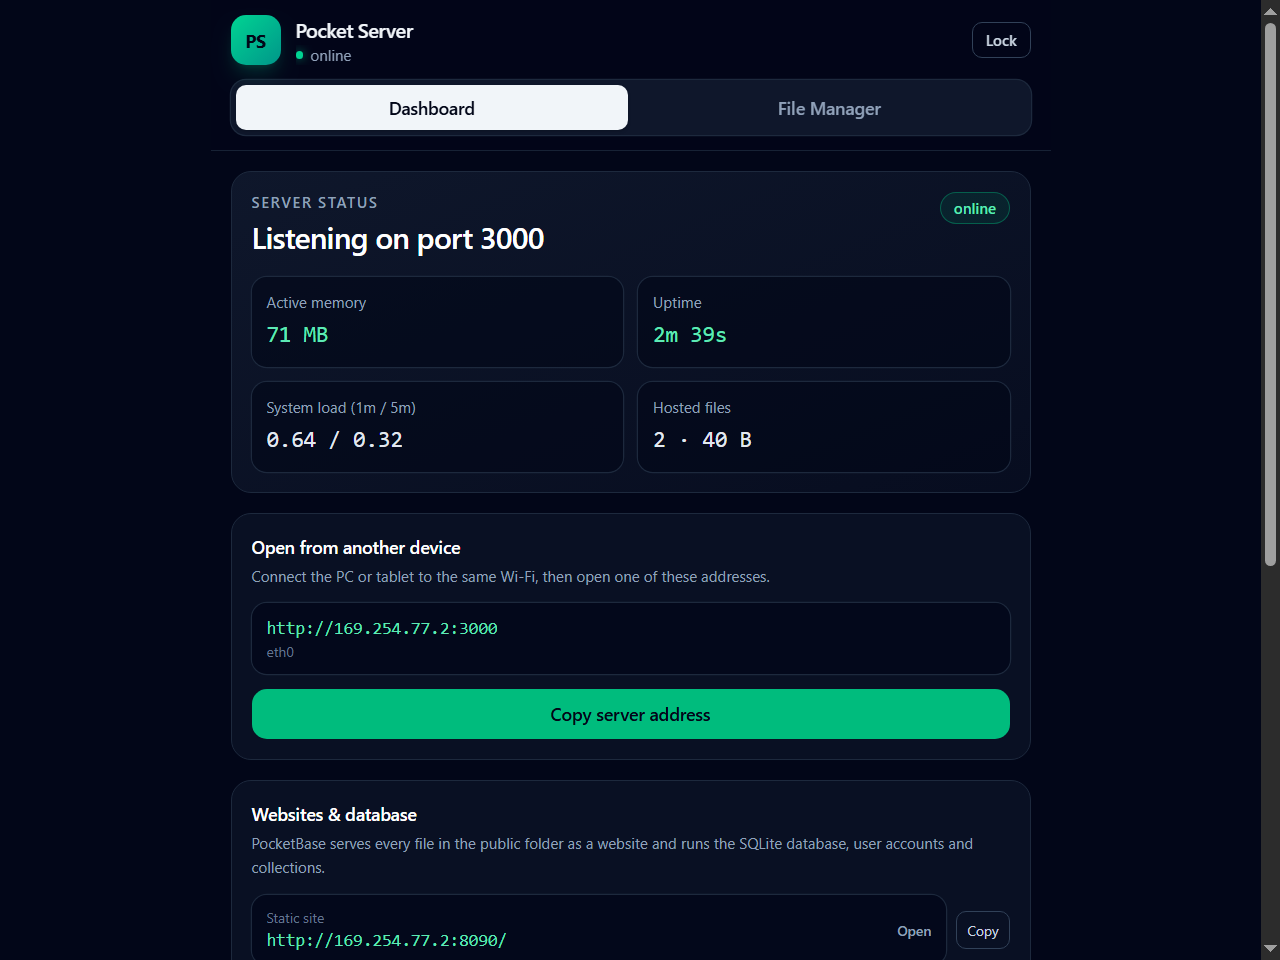 PS
Pocket Server
online
Lock
Dashboard
File Manager
SERVER STATUS
online
Listening on port 3000
Active memory
71 MB
Uptime
2m 39s
System load (1m / 5m)
0.64 / 0.32
Hosted files
2 · 40 B
Open from another device
Connect the PC or tablet to the same Wi-Fi, then open one of these addresses.
http://169.254.77.2:3000
eth0
Copy server address
Websites & database
PocketBase serves every file in the public folder as a website and runs the SQLite database, user accounts and
collections.
Static site
http://169.254.77.2:8090/
Open
Copy